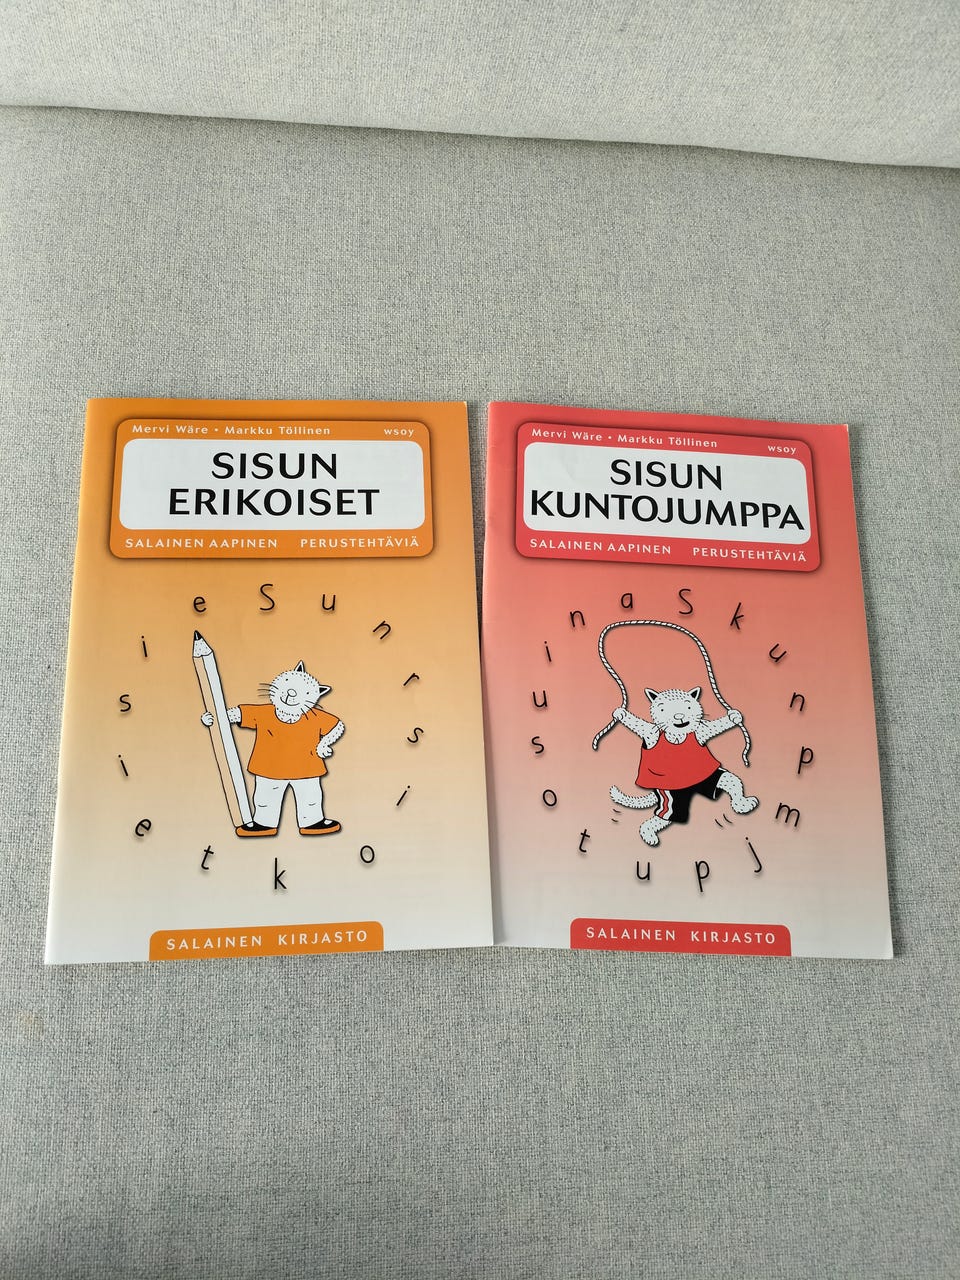 Mervi Wäre • Markku Töllinen wsoy
SISUN
ERIKOISET
SALAINEN AAPINEN PERUSTEHTÄVIÄ
e S u n r s i o k t e i s i
SALAINEN KIRJASTO
Mervi Wäre • Markku Töllinen wsoy
SISUN
KUNTOJUMPPA
SALAINEN AAPINEN PERUSTEHTÄVIÄ
n a S k u n p m j p u t o s u i
SALAINEN KIRJASTO